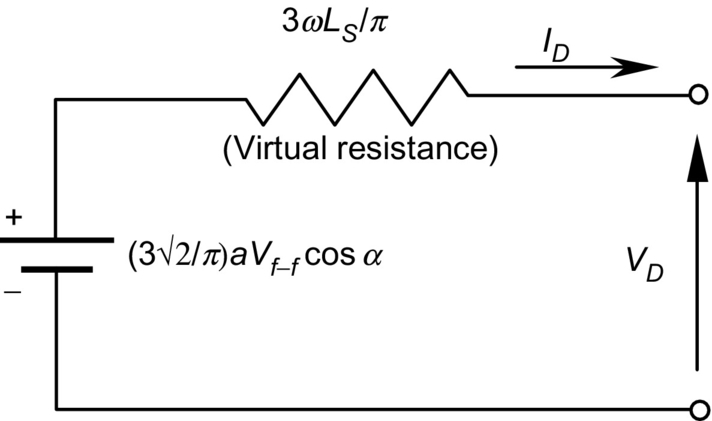 3ωL_S/π
I_D
(Virtual resistance)
+
(3√2/π)aV_f–f cos α
V_D
–